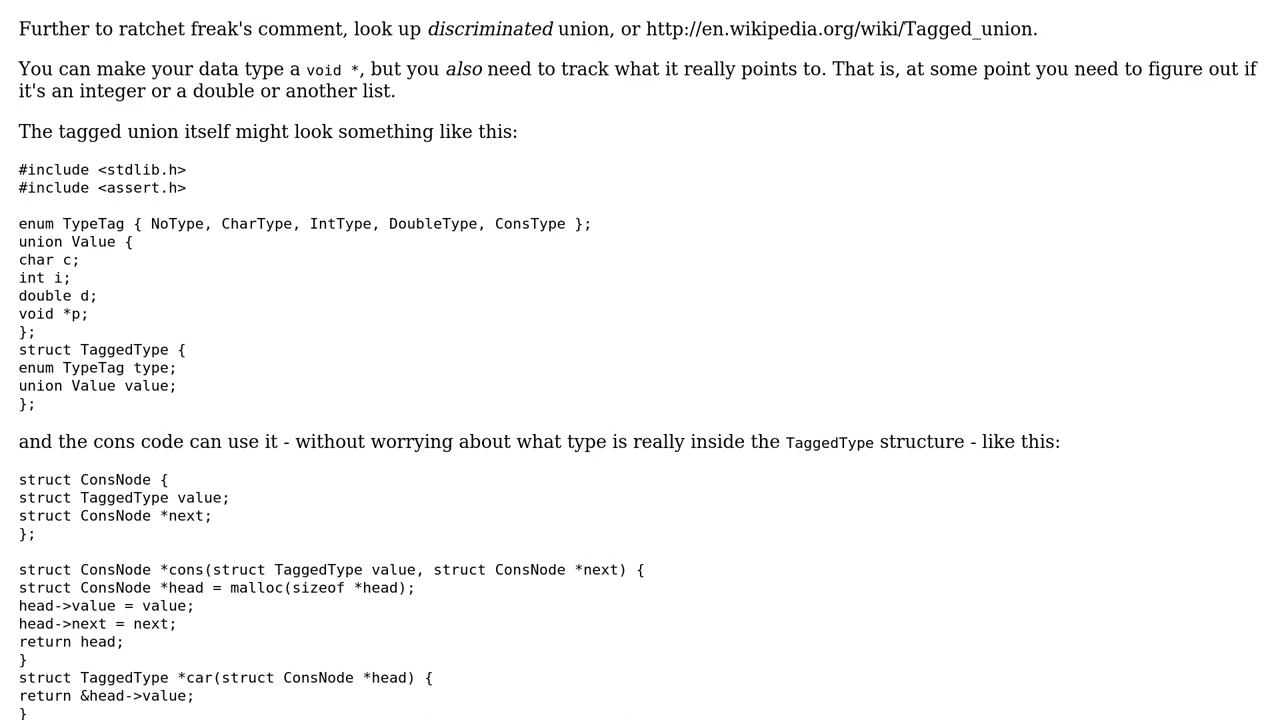 Further to ratchet freak's comment, look up discriminated union, or http://en.wikipedia.org/wiki/Tagged_union.
You can make your data type a void *, but you also need to track what it really points to. That is, at some point you need to figure out if
it's an integer or a double or another list.
The tagged union itself might look something like this:
#include <stdlib.h>
#include <assert.h>
enum TypeTag { NoType, CharType, IntType, DoubleType, ConsType };
union Value {
char c;
int i;
double d;
void *p;
};
struct TaggedType {
enum TypeTag type;
union Value value;
};
and the cons code can use it - without worrying about what type is really inside the TaggedType structure - like this:
struct ConsNode {
struct TaggedType value;
struct ConsNode *next;
};
struct ConsNode *cons(struct TaggedType value, struct ConsNode *next) {
struct ConsNode *head = malloc(sizeof *head);
head->value = value;
head->next = next;
return head;
}
struct TaggedType *car(struct ConsNode *head) {
return &head->value;
}